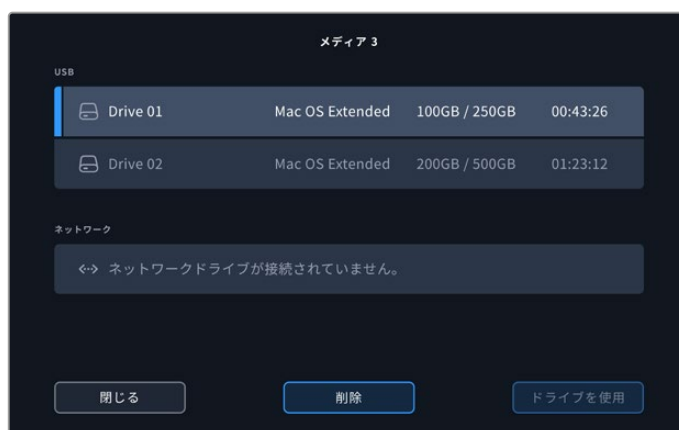 メディア 3
USB
Drive 01 Mac OS Extended 100GB / 250GB 00:43:26
Drive 02 Mac OS Extended 200GB / 500GB 01:23:12
ネットワーク
ネットワークドライブが接続されていません。
閉じる 削除 ドライブを使用